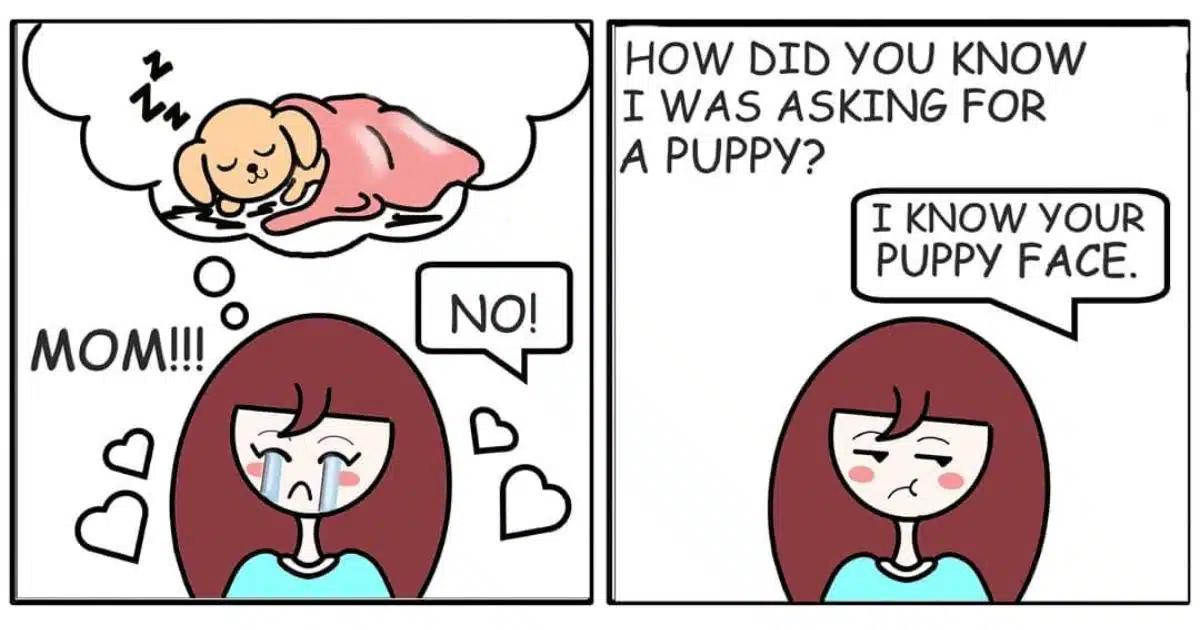 Z
Z
Z
MOM!!!
NO!
HOW DID YOU KNOW
I WAS ASKING FOR
A PUPPY?
I KNOW YOUR
PUPPY FACE.